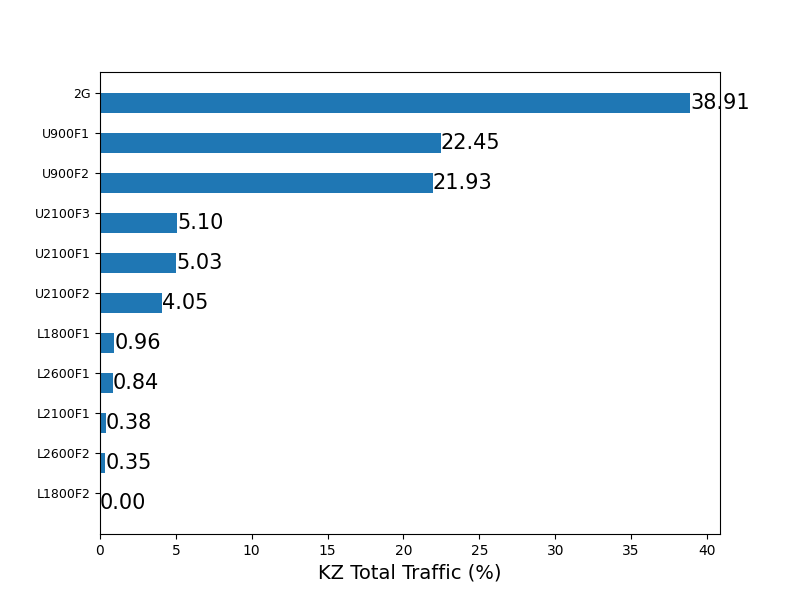 2G 38.91
U900F1 22.45
U900F2 21.93
U2100F3 5.10
U2100F1 5.03
U2100F2 4.05
L1800F1 0.96
L2600F1 0.84
L2100F1 0.38
L2600F2 0.35
L1800F2 0.00
0 5 10 15 20 25 30 35 40
KZ Total Traffic (%)